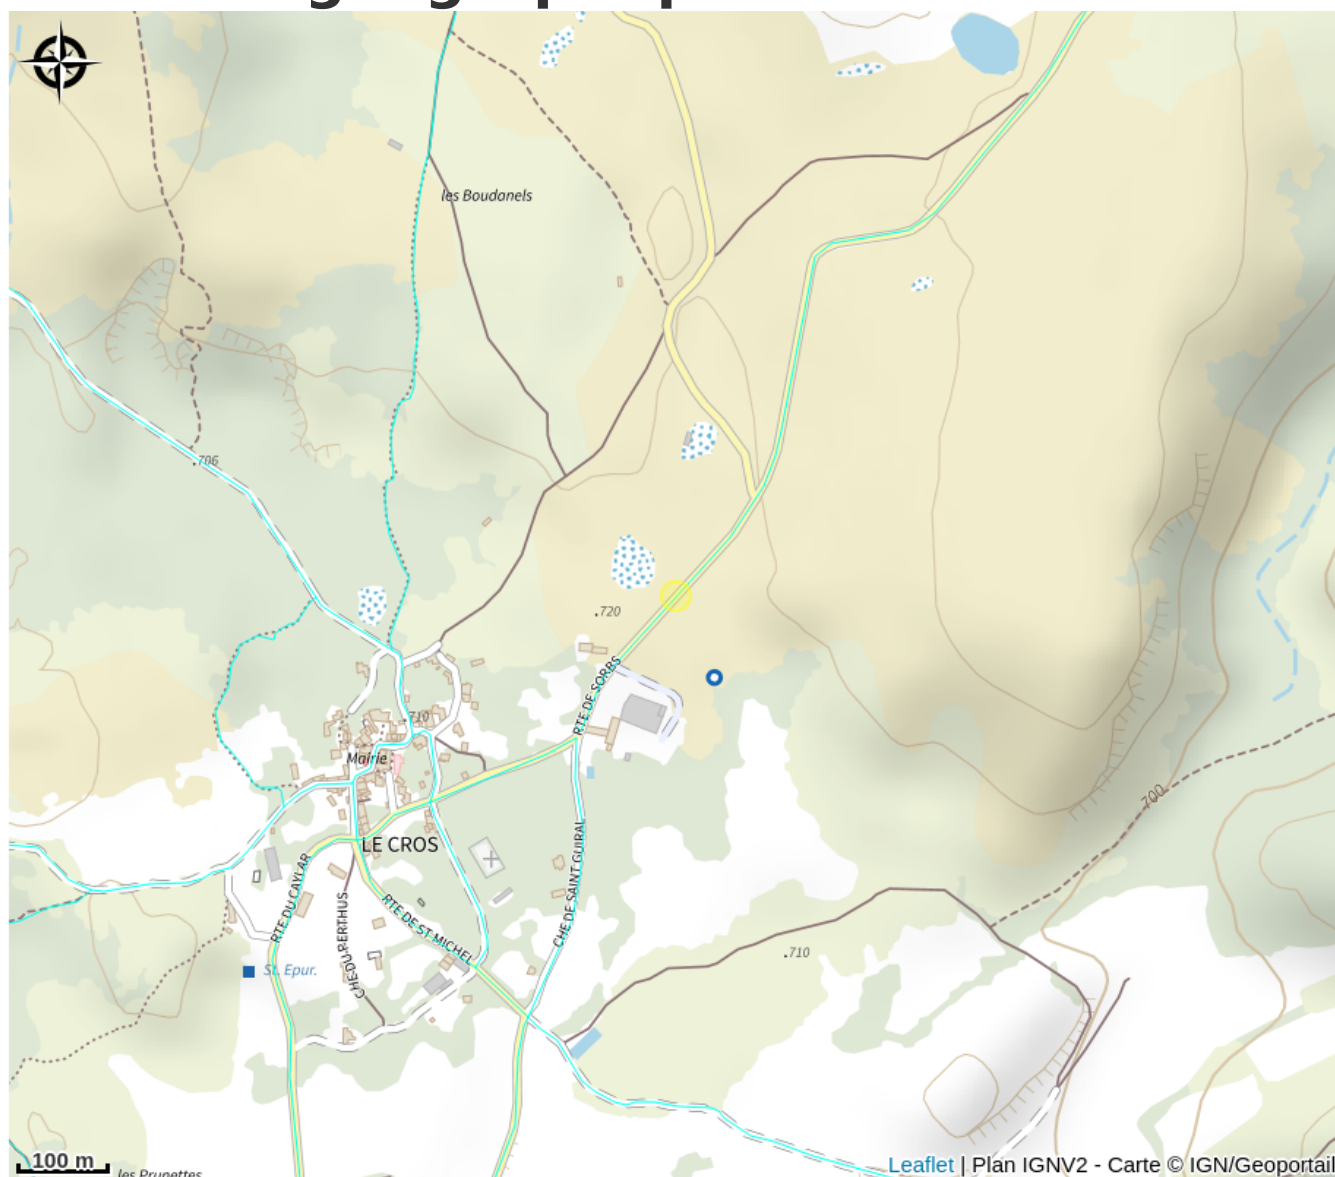 les Boudanels
.706
.720
RTE DE SORBS
710
Mairie
700
LE CROS
RTE DU CAYLAR
CHE DU PERTHUS
RTE DE ST MICHEL
CHE DE SAINT GUIRAL
.710
St. Epur.
100 m
les Prunettes
Leaflet | Plan IGNV2 - Carte © IGN/Geoportail